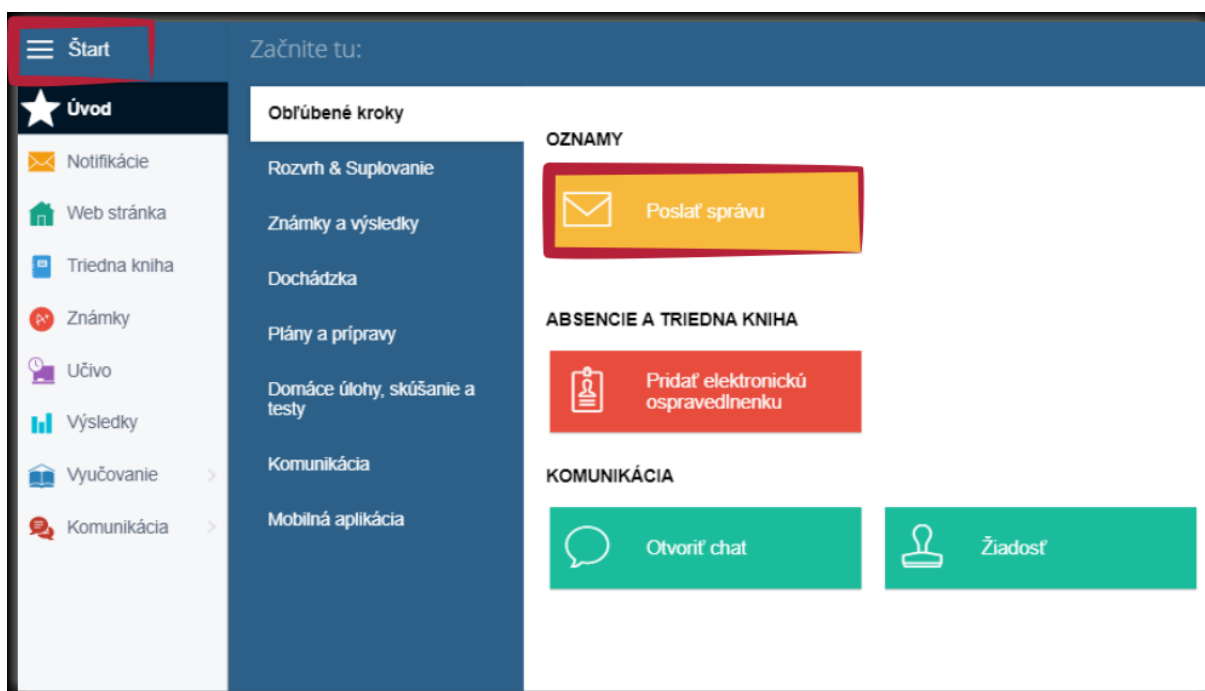 Štart
Začnite tu:
Úvod
Notifikácie
Web stránka
Triedna kniha
Známky
Učivo
Výsledky
Vyučovanie
Komunikácia
Obľúbené kroky
Rozvrh & Suplovanie
Známky a výsledky
Dochádzka
Plány a prípravy
Domáce úlohy, skúšanie a
testy
Komunikácia
Mobilná aplikácia
OZNAMY
Poslať správu
ABSENCIE A TRIEDNA KNIHA
Pridať elektronickú
ospravedlnenku
KOMUNIKÁCIA
Otvoriť chat
Žiadosť